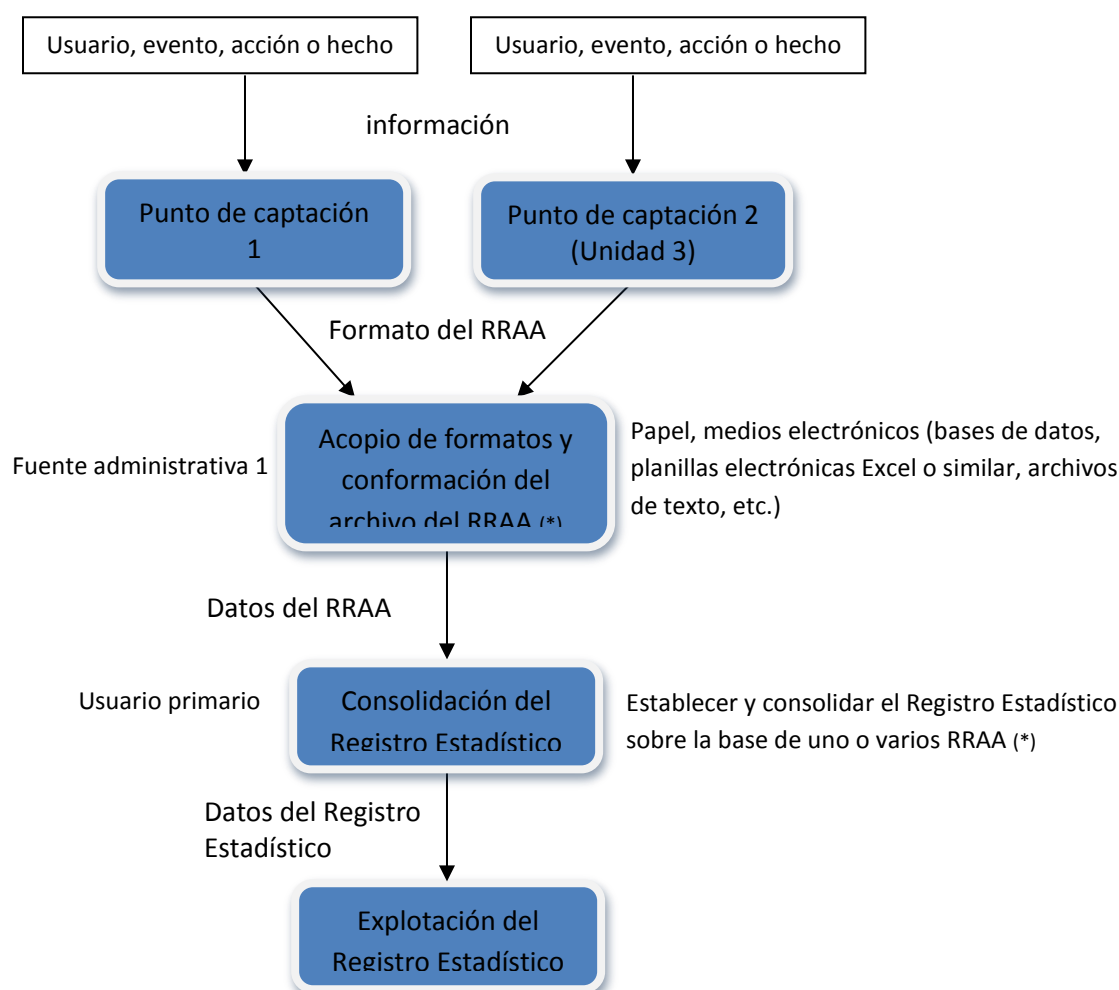 Usuario, evento, acción o hecho
Usuario, evento, acción o hecho
información
Punto de captación
1
Punto de captación 2
(Unidad 3)
Formato del RRAA
Fuente administrativa 1
Acopio de formatos y
conformación del
archivo del RRAA (*)
Papel, medios electrónicos (bases de datos,
planillas electrónicas Excel o similar, archivos
de texto, etc.)
Datos del RRAA
Usuario primario
Consolidación del
Registro Estadístico
Establecer y consolidar el Registro Estadístico
sobre la base de uno o varios RRAA (*)
Datos del Registro
Estadístico
Explotación del
Registro Estadístico